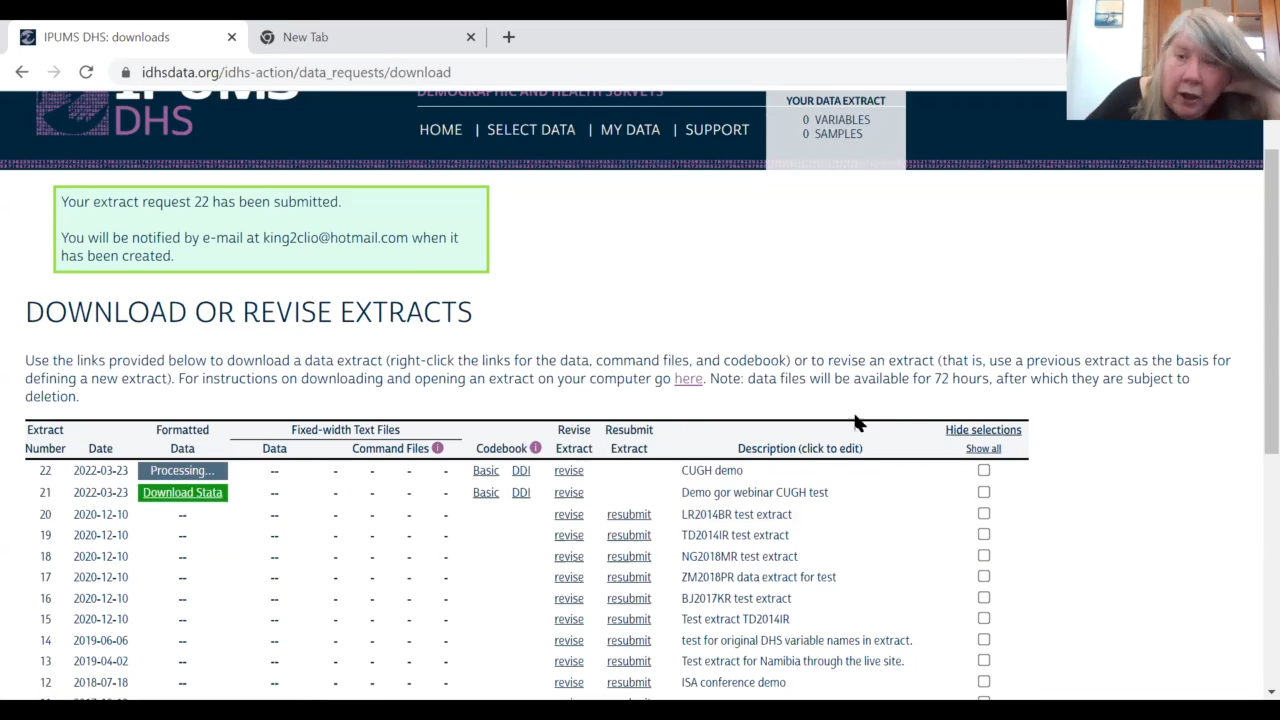 IPUMS DHS: downloads
New Tab
idhsdata.org/idhs-action/data_requests/download
IPUMS
DHS
DEMOGRAPHIC AND HEALTH SURVEYS
HOME | SELECT DATA | MY DATA | SUPPORT
YOUR DATA EXTRACT
0 VARIABLES
0 SAMPLES
Your extract request 22 has been submitted.
You will be notified by e-mail at king2clio@hotmail.com when it
has been created.
DOWNLOAD OR REVISE EXTRACTS
Use the links provided below to download a data extract (right-click the links for the data, command files, and codebook) or to revise an extract (that is, use a previous extract as the basis for
defining a new extract). For instructions on downloading and opening an extract on your computer go here. Note: data files will be available for 72 hours, after which they are subject to
deletion.
Extract Formatted Fixed-width Text Files Revise Resubmit Hide selections
Number Date Data Data Command Files i Codebook i Extract Extract Description (click to edit) Show all
22 2022-03-23 Processing... -- - - - - Basic DDI revise CUGH demo
21 2022-03-23 Download Stata -- - - - - Basic DDI revise Demo gor webinar CUGH test
20 2020-12-10 -- -- - - - - revise resubmit LR2014BR test extract
19 2020-12-10 -- -- - - - - revise resubmit TD2014IR test extract
18 2020-12-10 -- -- - - - - revise resubmit NG2018MR test extract
17 2020-12-10 -- -- - - - - revise resubmit ZM2018PR data extract for test
16 2020-12-10 -- -- - - - - revise resubmit BJ2017KR test extract
15 2020-12-10 -- -- - - - - revise resubmit Test extract TD2014IR
14 2019-06-06 -- -- - - - - revise resubmit test for original DHS variable names in extract.
13 2019-04-02 -- -- - - - - revise resubmit Test extract for Namibia through the live site.
12 2018-07-18 -- -- - - - - revise resubmit ISA conference demo